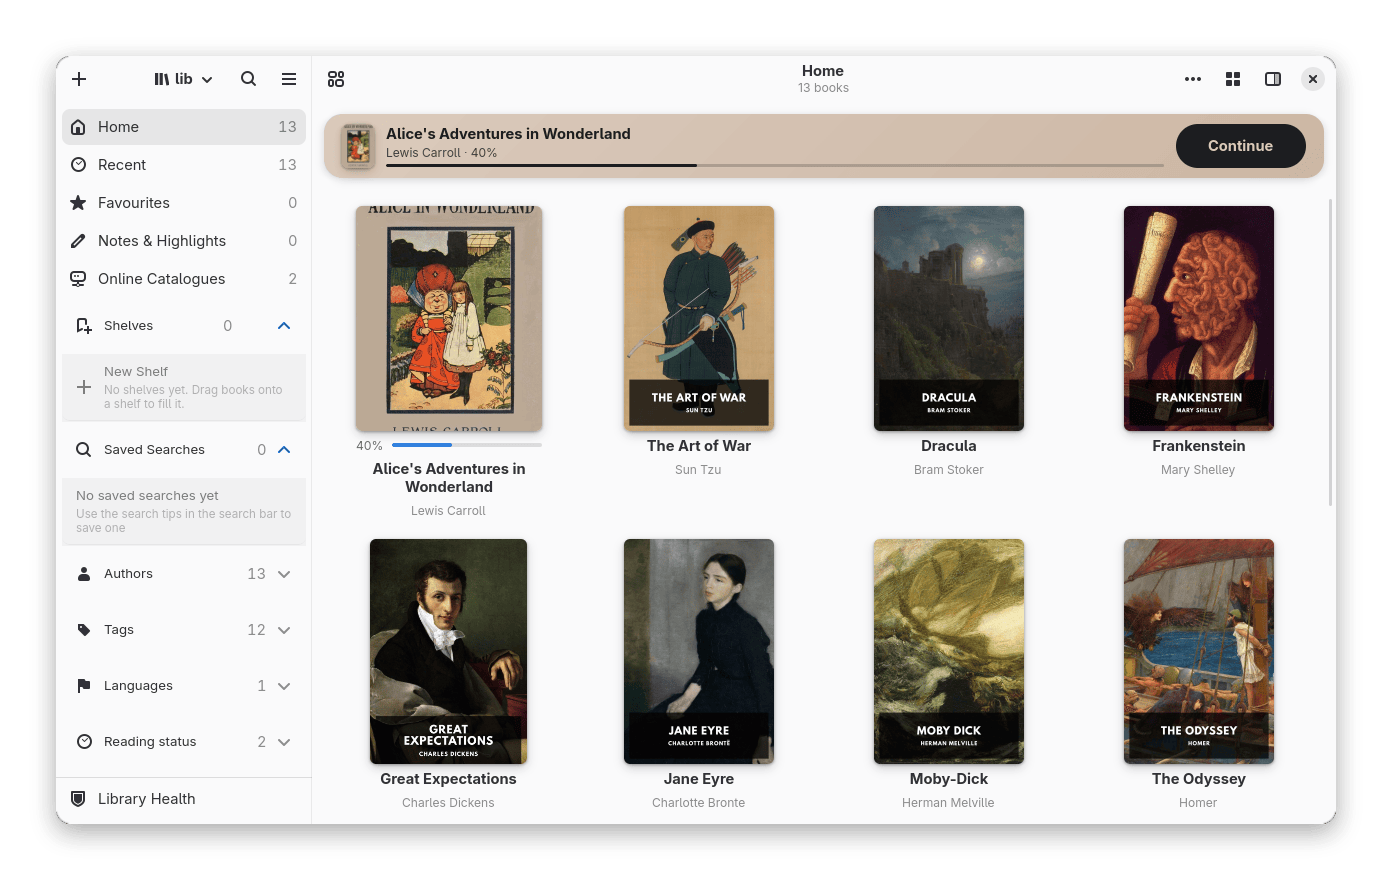 lib
Home
13 books
Home 13
Recent 13
Favourites 0
Notes & Highlights 0
Online Catalogues 2
Shelves 0
New Shelf
No shelves yet. Drag books onto
a shelf to fill it.
Saved Searches 0
No saved searches yet
Use the search tips in the search bar to
save one
Authors 13
Tags 12
Languages 1
Reading status 2
Library Health
Alice's Adventures in Wonderland
Lewis Carroll · 40%
Continue
ALICE IN WONDERLAND
LEWIS CARROLL
40%
Alice's Adventures in
Wonderland
Lewis Carroll
THE ART OF WAR
SUN TZU
The Art of War
Sun Tzu
DRACULA
BRAM STOKER
Dracula
Bram Stoker
FRANKENSTEIN
MARY SHELLEY
Frankenstein
Mary Shelley
GREAT
EXPECTATIONS
CHARLES DICKENS
Great Expectations
Charles Dickens
JANE EYRE
CHARLOTTE BRONTË
Jane Eyre
Charlotte Bronte
MOBY DICK
HERMAN MELVILLE
Moby-Dick
Herman Melville
THE ODYSSEY
HOMER
The Odyssey
Homer